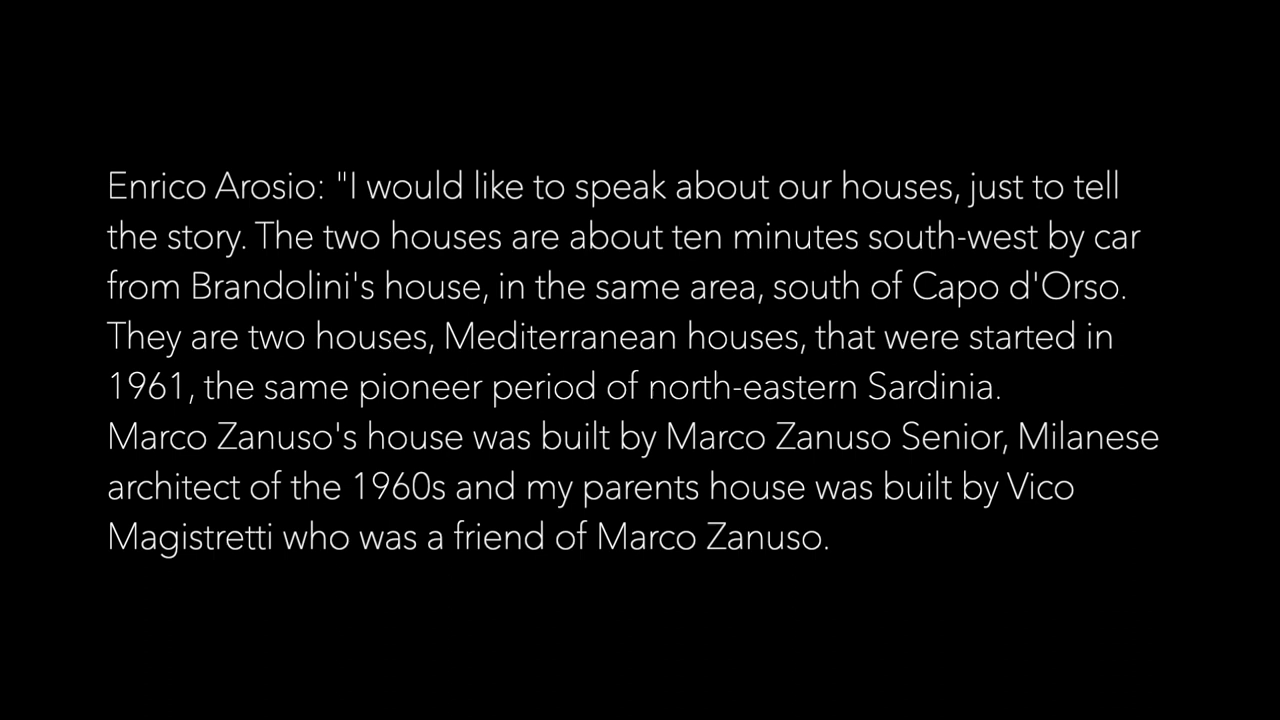 Enrico Arosio: "I would like to speak about our houses, just to tell
the story. The two houses are about ten minutes south-west by car
from Brandolini's house, in the same area, south of Capo d'Orso.
They are two houses, Mediterranean houses, that were started in
1961, the same pioneer period of north-eastern Sardinia.
Marco Zanuso's house was built by Marco Zanuso Senior, Milanese
architect of the 1960s and my parents house was built by Vico
Magistretti who was a friend of Marco Zanuso.